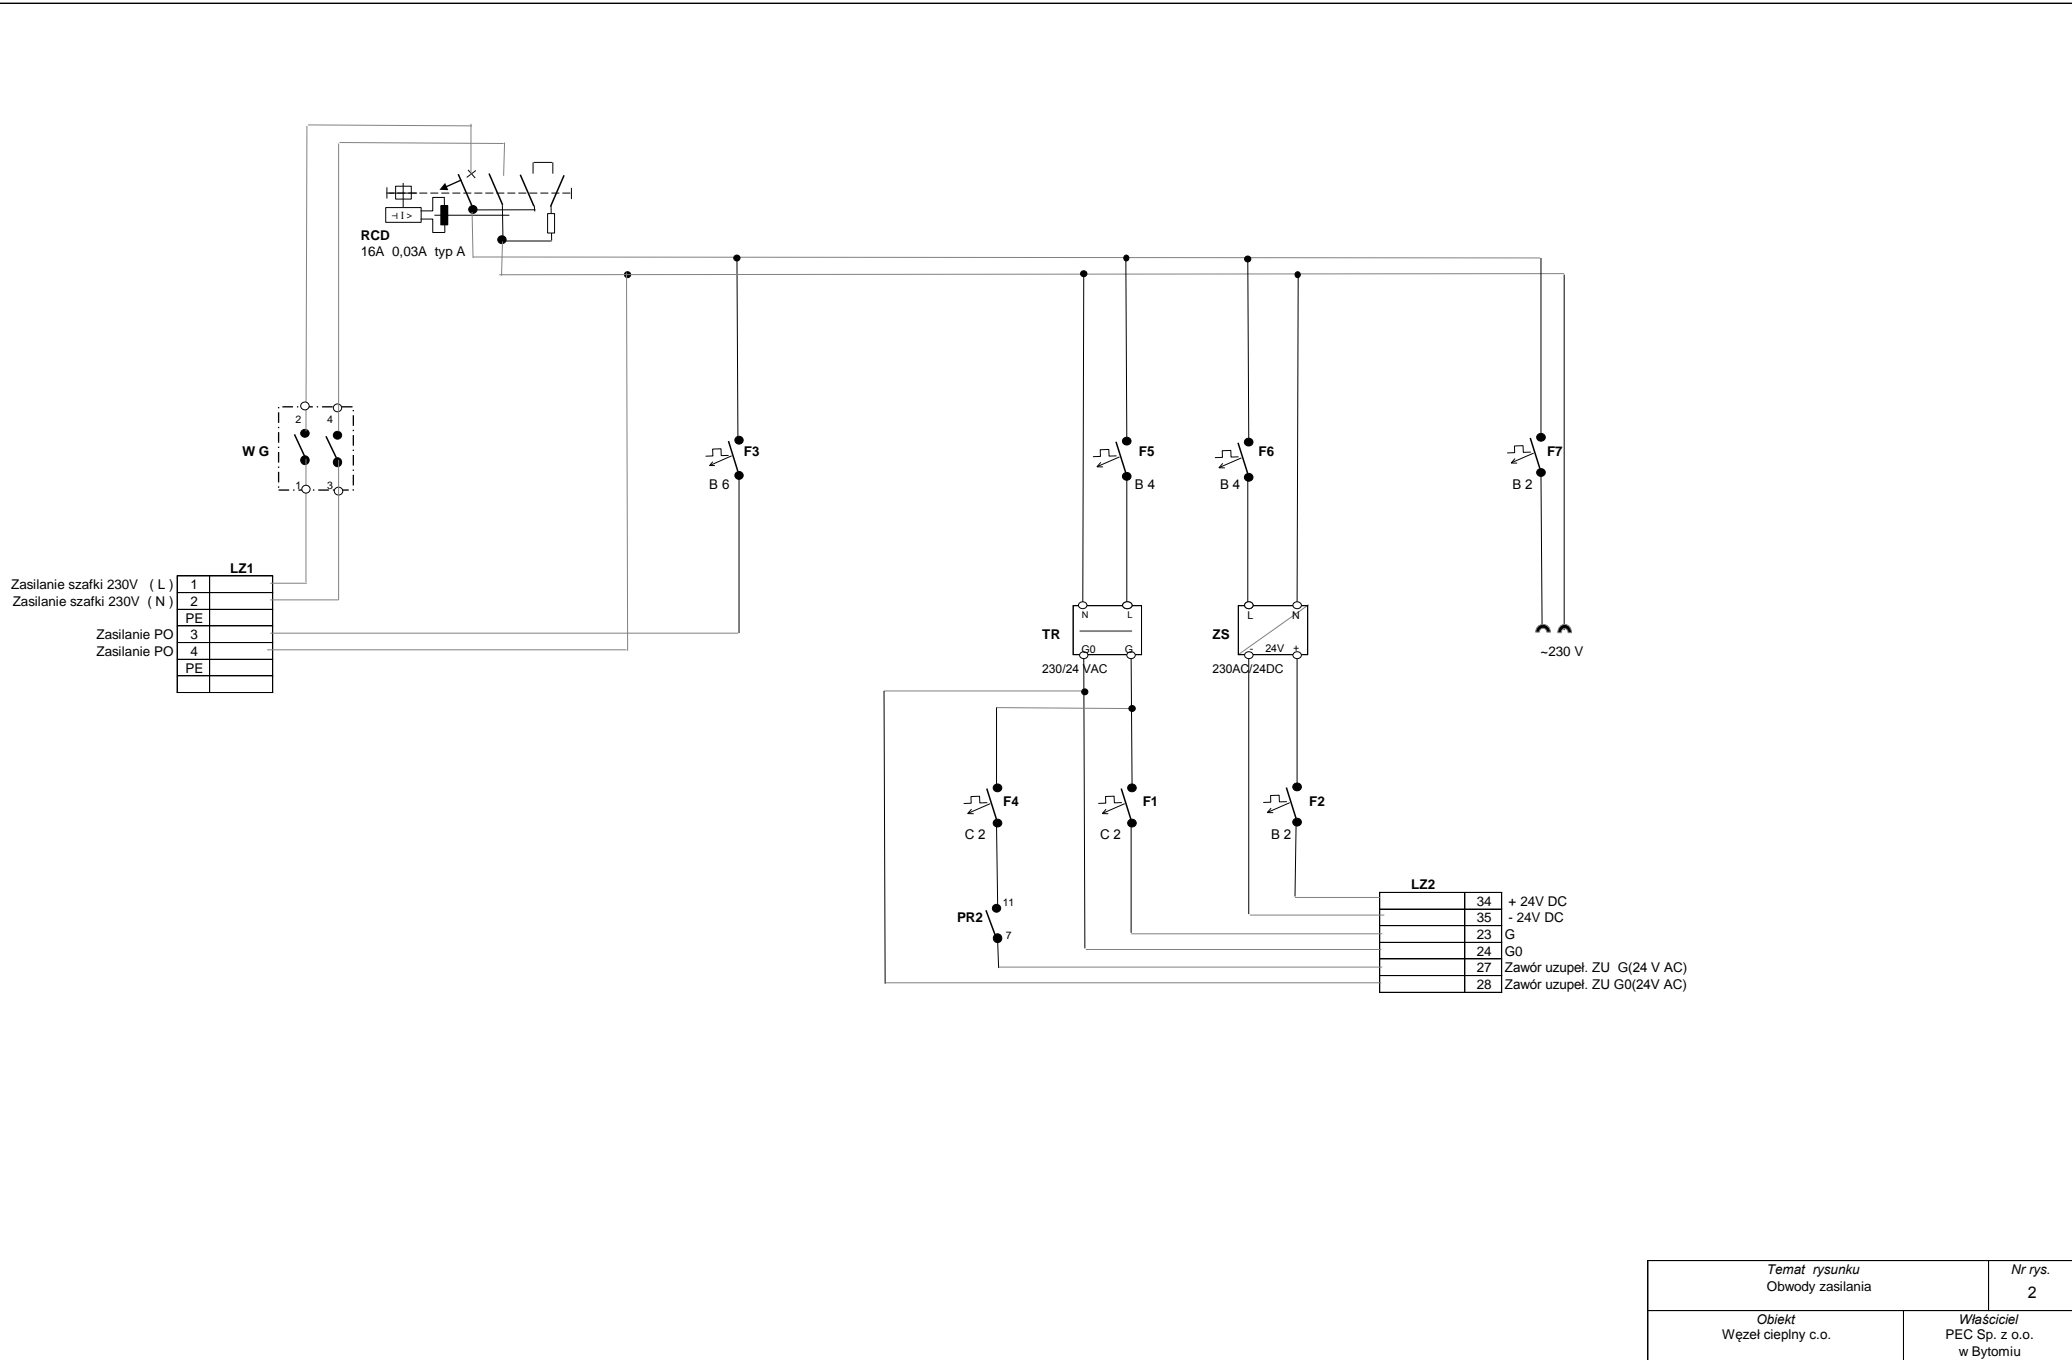 RCD
16A 0,03A typ A
⊣ I >
2 4
W G
1 3
F3
B 6
F5
B 4
F6
B 4
F7
B 2
LZ1
Zasilanie szafki 230V ( L ) 1
Zasilanie szafki 230V ( N ) 2
PE
Zasilanie PO 3
Zasilanie PO 4
PE
N L
TR
G0 G
230/24 VAC
L N
ZS
- 24V +
230AC/24DC
~230 V
F4
C 2
F1
C 2
F2
B 2
11
PR2
7
LZ2
34 + 24V DC
35 - 24V DC
23 G
24 G0
27 Zawór uzupeł. ZU G(24 V AC)
28 Zawór uzupeł. ZU G0(24V AC)
Temat rysunku
Obwody zasilania
Nr rys.
2
Obiekt
Węzeł cieplny c.o.
Właściciel
PEC Sp. z o.o.
w Bytomiu